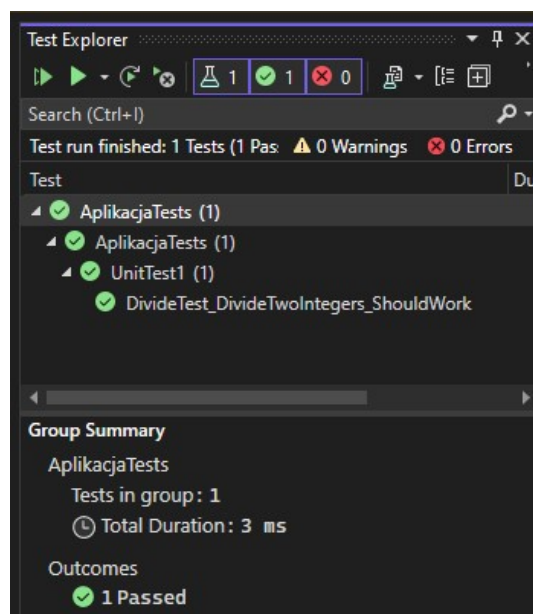 Test Explorer
1 1 0
Search (Ctrl+I)
Test run finished: 1 Tests (1 Pas: 0 Warnings 0 Errors
Test Du
AplikacjaTests (1)
AplikacjaTests (1)
UnitTest1 (1)
DivideTest_DivideTwoIntegers_ShouldWork
Group Summary
AplikacjaTests
Tests in group: 1
Total Duration: 3 ms
Outcomes
1 Passed